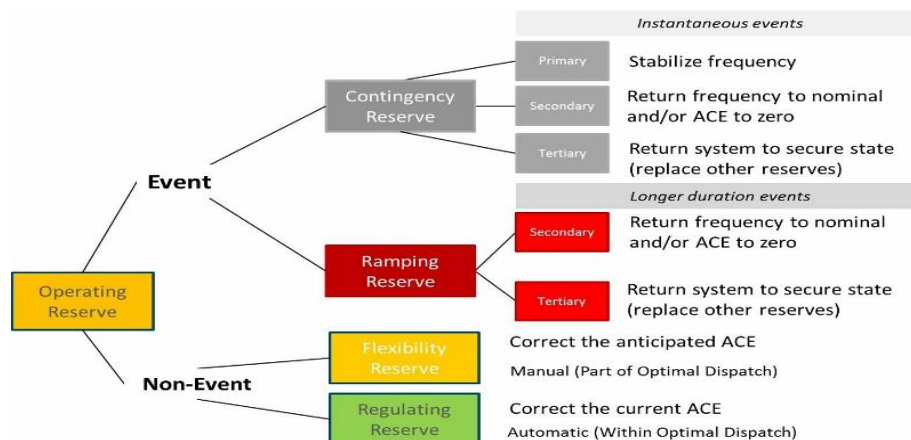 Instantaneous events
Primary
Stabilize frequency
Contingency
Reserve
Secondary
Return frequency to nominal
and/or ACE to zero
Tertiary
Return system to secure state
(replace other reserves)
Event
Longer duration events
Secondary
Return frequency to nominal
and/or ACE to zero
Ramping
Reserve
Operating
Reserve
Tertiary
Return system to secure state
(replace other reserves)
Flexibility
Reserve
Correct the anticipated ACE
Manual (Part of Optimal Dispatch)
Non-Event
Regulating
Reserve
Correct the current ACE
Automatic (Within Optimal Dispatch)